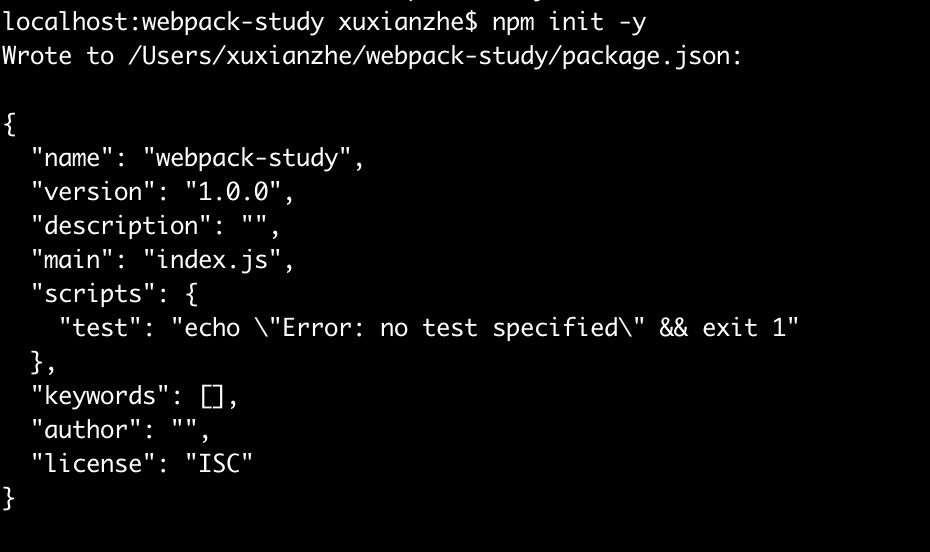 localhost:webpack-study xuxianzhe$ npm init -y
Wrote to /Users/xuxianzhe/webpack-study/package.json:
{
  "name": "webpack-study",
  "version": "1.0.0",
  "description": "",
  "main": "index.js",
  "scripts": {
    "test": "echo \"Error: no test specified\" && exit 1"
  },
  "keywords": [],
  "author": "",
  "license": "ISC"
}